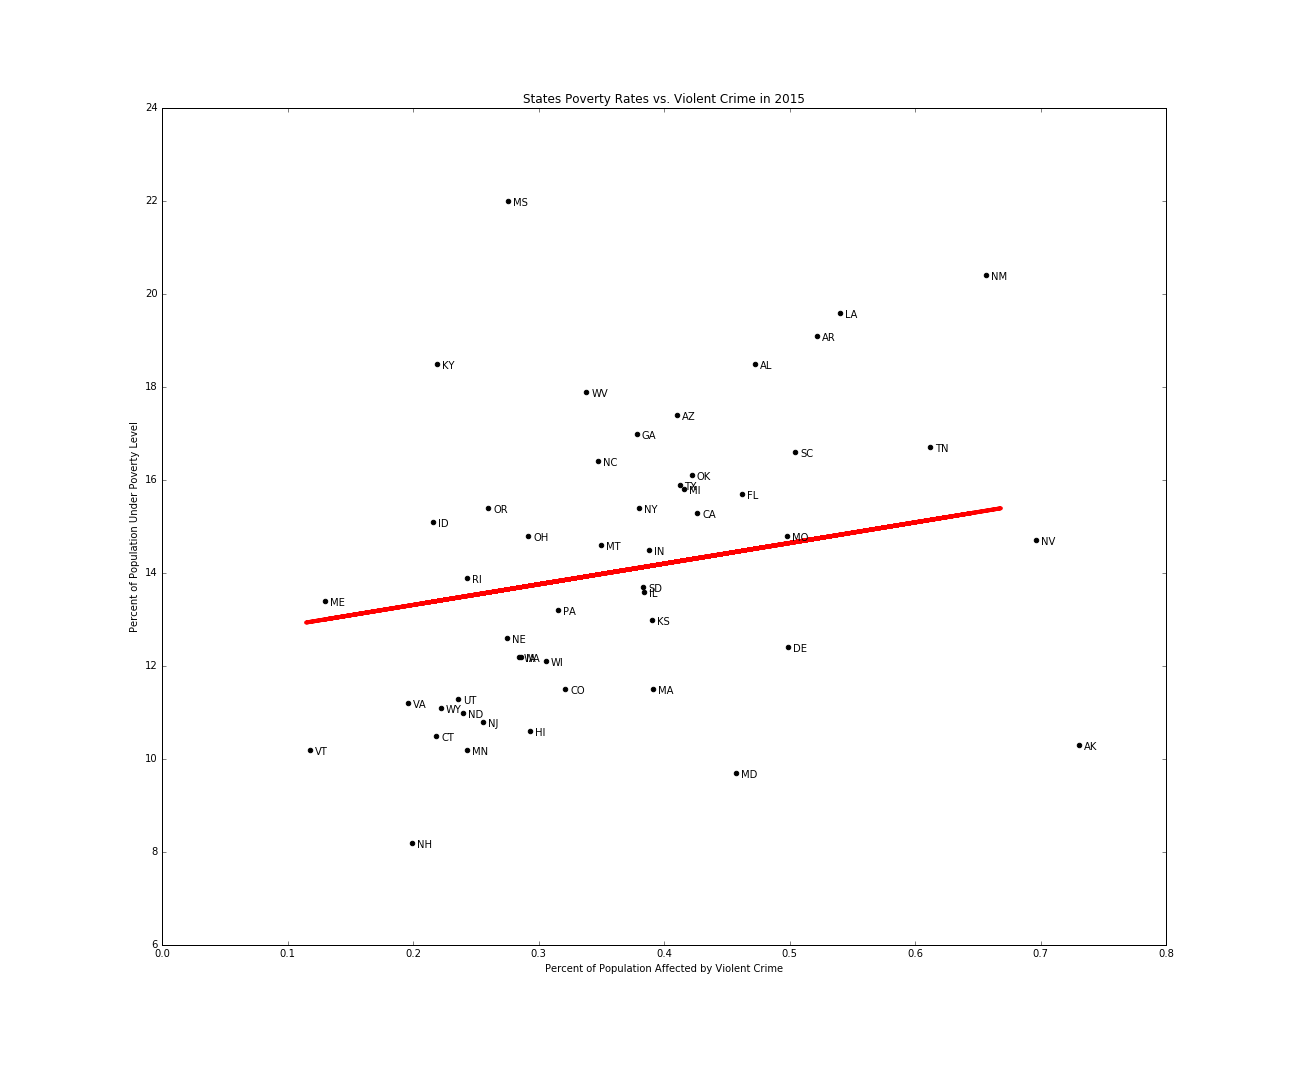 States Poverty Rates vs. Violent Crime in 2015
24
22
20
18
16
14
12
10
8
6
Percent of Population Under Poverty Level
MS
NM
LA
AR
KY
AL
WV
AZ
GA
TN
SC
NC
OK
TX
MI
FL
OR
NY
CA
ID
OH
MO
NV
MT
IN
RI
SD
IL
ME
PA
KS
NE
DE
WI
CO
MA
UT
VA
WY
ND
NJ
HI
CT
VT
MN
AK
MD
NH
0.0 0.1 0.2 0.3 0.4 0.5 0.6 0.7 0.8
Percent of Population Affected by Violent Crime